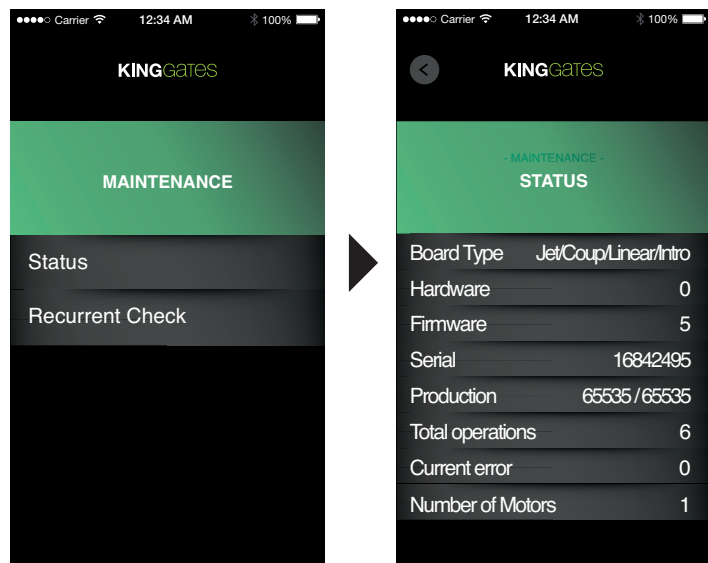 Carrier 12:34 AM 100%
KINGGATES
MAINTENANCE
Status
Recurrent Check
Carrier 12:34 AM 100%
<
KINGGATES
- MAINTENANCE -
STATUS
Board Type Jet/Coup/Linear/Intro
Hardware 0
Firmware 5
Serial 16842495
Production 65535 / 65535
Total operations 6
Current error 0
Number of Motors 1